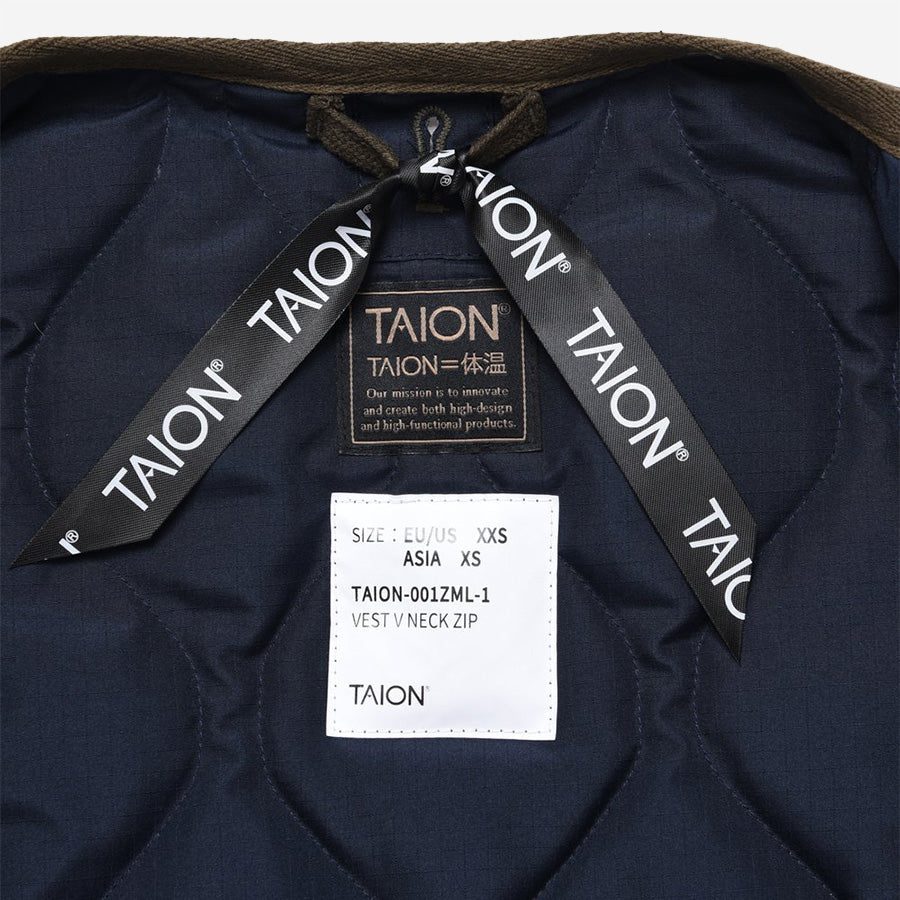 N®
TAION
TAION®
TAION®
TAION®
TAION®
TAION®
TAION=体温
Our mission is to innovate
and create both high-design
and high-functional products.
SIZE : EU/US XXS
ASIA XS
TAION-001ZML-1
VEST V NECK ZIP
TAION®